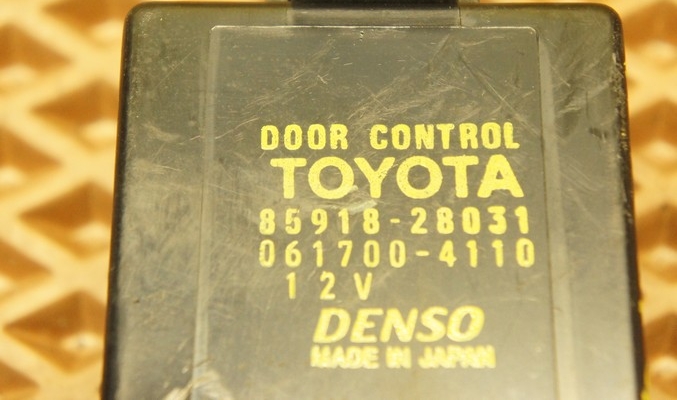 DOOR CONTROL
TOYOTA
85918-28031
061700-4110
12V
DENSO
MADE IN JAPAN